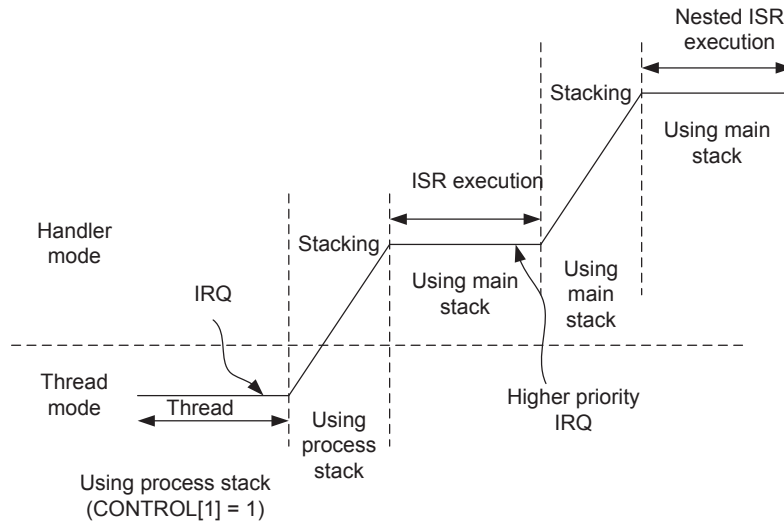 Nested ISR
execution
Stacking
Using main
stack
ISR execution
Handler
mode
Stacking
Using main
stack
Using
main
stack
IRQ
Thread
mode
Thread
Using
process
stack
Higher priority
IRQ
Using process stack
(CONTROL[1] = 1)